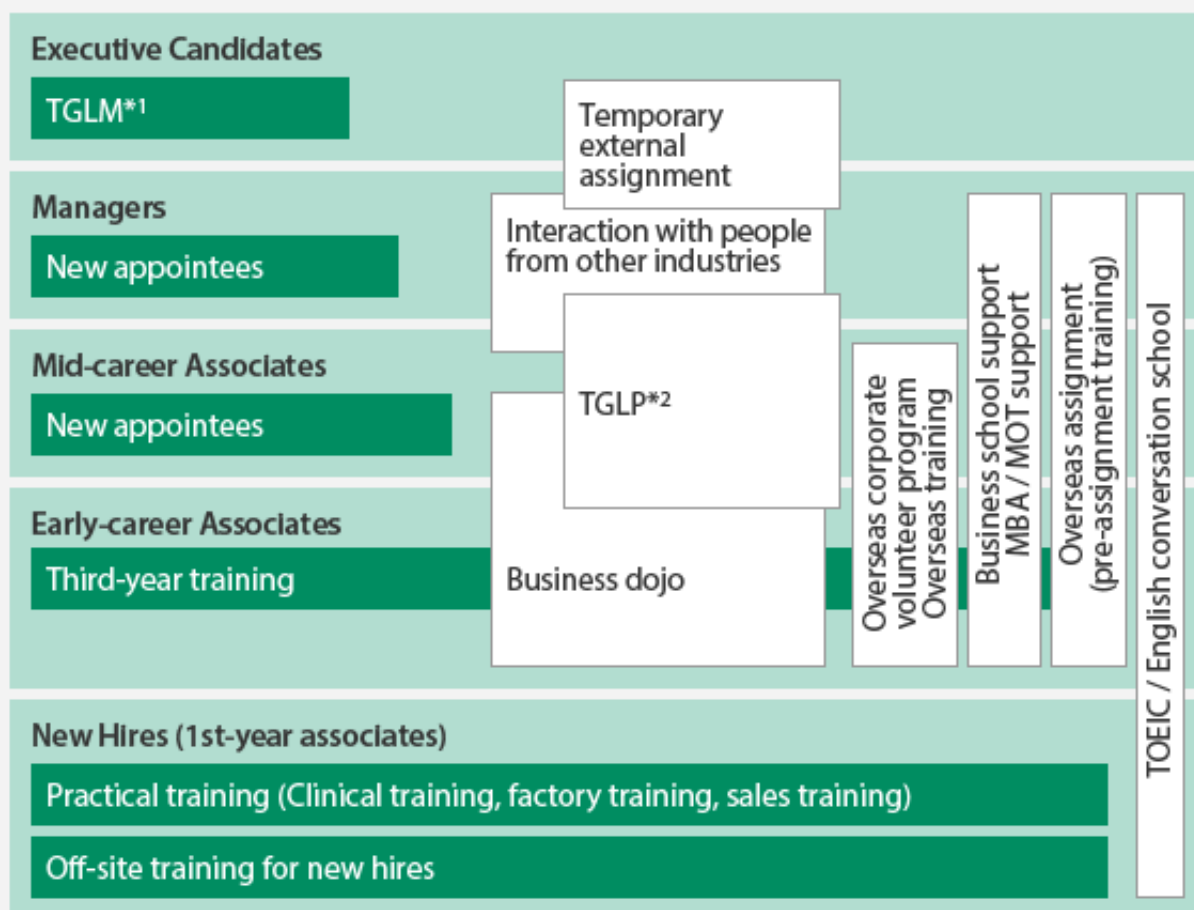 Executive Candidates
TGLM*1
Temporary
external
assignment
Managers
New appointees
Interaction with people
from other industries
Mid-career Associates
New appointees
TGLP*2
Early-career Associates
Third-year training
Business dojo
Overseas corporate
volunteer program
Overseas training
Business school support
MBA / MOT support
Overseas assignment
(pre-assignment training)
TOEIC / English conversation school
New Hires (1st-year associates)
Practical training (Clinical training, factory training, sales training)
Off-site training for new hires